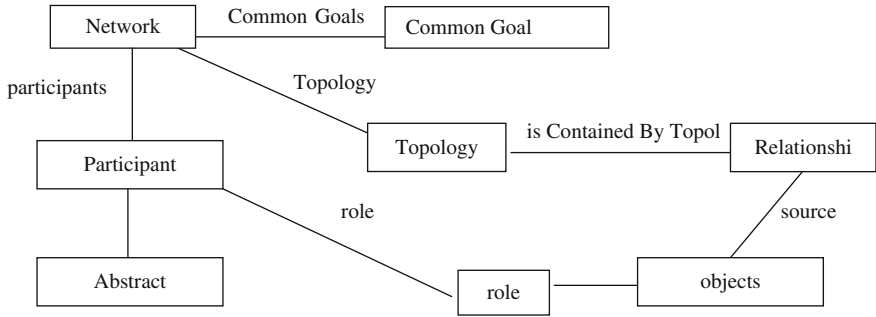 Network
Common Goals
Common Goal
participants
Topology
is Contained By Topol
Topology
Relationshi
Participant
role
source
Abstract
role
objects